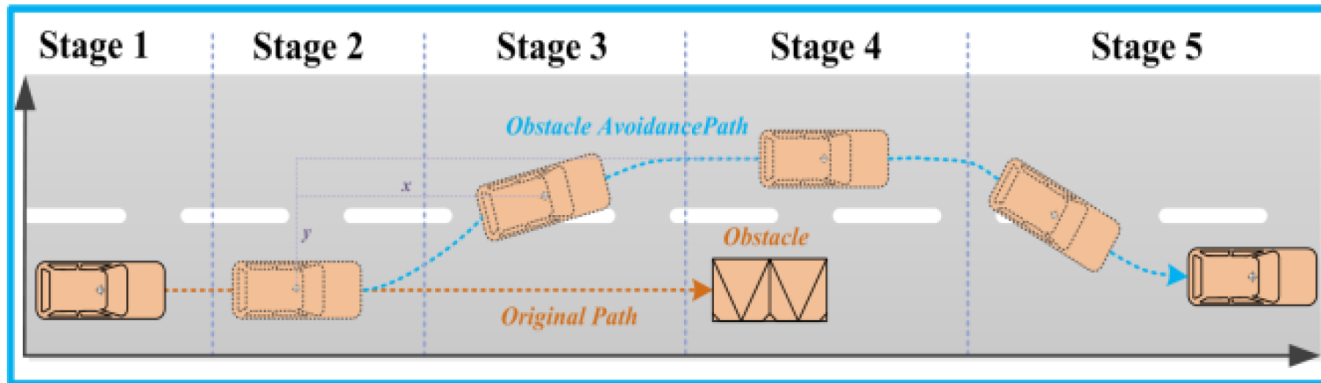 Stage 1
Stage 2
Stage 3
Stage 4
Stage 5
Obstacle AvoidancePath
x
y
Obstacle
Original Path